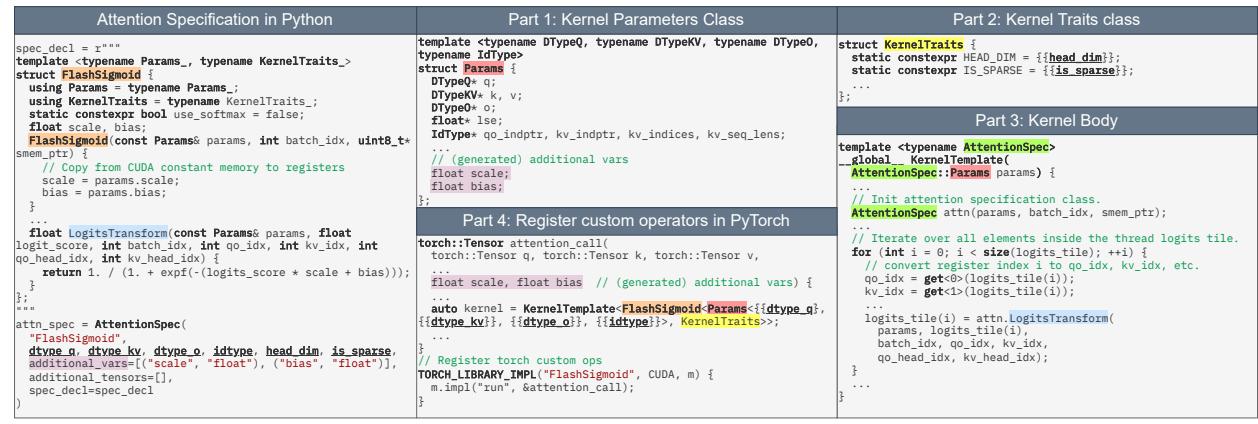 Attention Specification in Python
spec_decl = r"""
template <typename Params_, typename KernelTraits_>
struct FlashSigmoid {
using Params = typename Params_;
using KernelTraits = typename KernelTraits_;
static constexpr bool use_softmax = false;
float scale, bias;
FlashSigmoid(const Params& params, int batch_idx, uint8_t*
smem_ptr) {
// Copy from CUDA constant memory to registers
scale = params.scale;
bias = params.bias;
}
...
float LogitsTransform(const Params& params, float
logit_score, int batch_idx, int qo_idx, int kv_idx, int
qo_head_idx, int kv_head_idx) {
return 1. / (1. + expf(-(logits_score * scale + bias)));
}
};
"""
attn_spec = AttentionSpec(
"FlashSigmoid",
dtype_q, dtype_kv, dtype_o, idtype, head_dim, is_sparse,
additional_vars=[("scale", "float"), ("bias", "float")],
additional_tensors=[],
spec_decl=spec_decl
)
Part 1: Kernel Parameters Class
template <typename DTypeQ, typename DTypeKV, typename DTypeO,
typename IdType>
struct Params {
DTypeQ* q;
DTypeKV* k, v;
DTypeO* o;
float* lse;
IdType* qo_indptr, kv_indptr, kv_indices, kv_seq_lens;
...
// (generated) additional vars
float scale;
float bias;
};
Part 4: Register custom operators in PyTorch
torch::Tensor attention_call(
torch::Tensor q, torch::Tensor k, torch::Tensor v,
...
float scale, float bias // (generated) additional vars) {
...
auto kernel = KernelTemplate<FlashSigmoid<Params<{{dtype_q},
{{dtype_kv}}, {{dtype_o}}, {{idtype}}>, KernelTraits>>;
...
}
// Register torch custom ops
TORCH_LIBRARY_IMPL("FlashSigmoid", CUDA, m) {
m.impl("run", &attention_call);
}
Part 2: Kernel Traits class
struct KernelTraits {
static constexpr HEAD_DIM = {{head_dim}};
static constexpr IS_SPARSE = {{is_sparse}};
...
};
Part 3: Kernel Body
template <typename AttentionSpec>
__global__ KernelTemplate(
AttentionSpec::Params params) {
...
// Init attention specification class.
AttentionSpec attn(params, batch_idx, smem_ptr);
...
// Iterate over all elements inside the thread logits tile.
for (int i = 0; i < size(logits_tile); ++i) {
// convert register index i to qo_idx, kv_idx, etc.
qo_idx = get<0>(logits_tile(i));
kv_idx = get<1>(logits_tile(i));
...
logits_tile(i) = attn.LogitsTransform(
params, logits_tile(i),
batch_idx, qo_idx, kv_idx,
qo_head_idx, kv_head_idx);
}
...
}